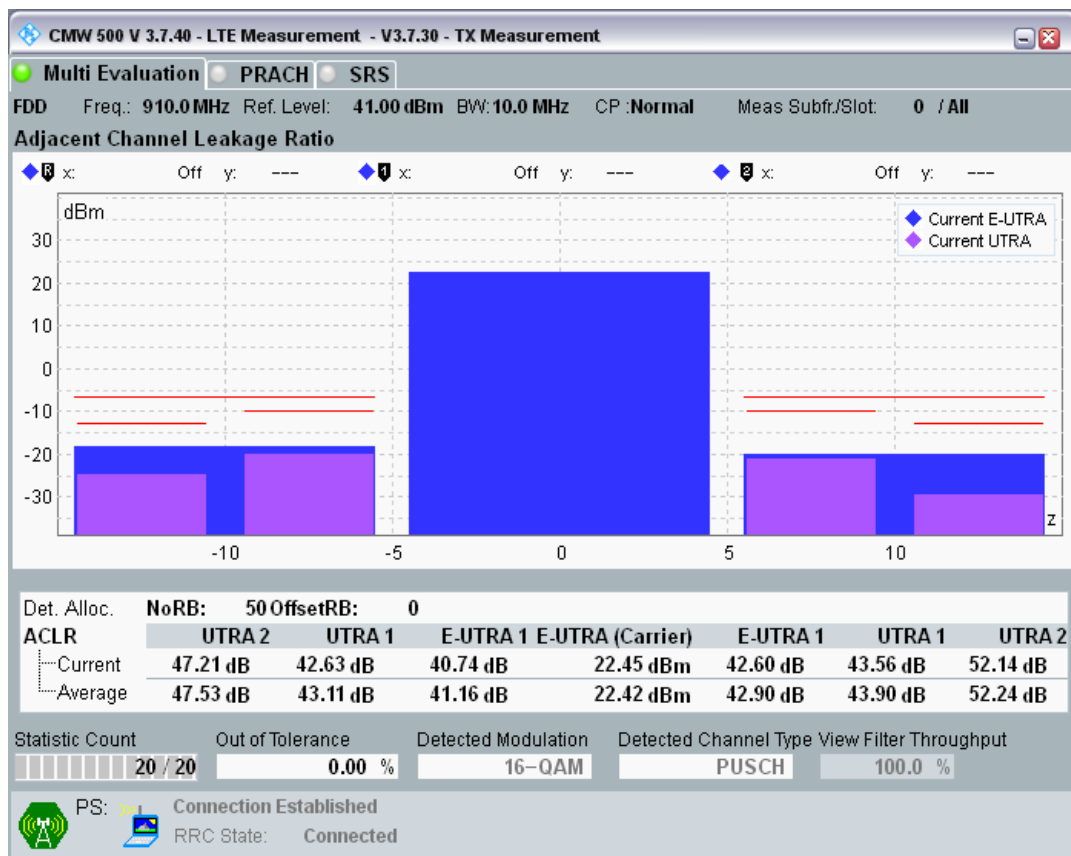 CMW 500 V 3.7.40 - LTE Measurement - V3.7.30 - TX Measurement
Multi Evaluation PRACH SRS
FDD Freq.: 910.0 MHz Ref. Level: 41.00 dBm BW: 10.0 MHz CP :Normal Meas Subfr./Slot: 0 / All
Adjacent Channel Leakage Ratio
R x: Off y: --- 1 x: Off y: --- 2 x: Off y: ---
dBm
Current E-UTRA
Current UTRA
30
20
10
0
-10
-20
-30
z
-10 -5 0 5 10
Det. Alloc. NoRB: 50 OffsetRB: 0
ACLR UTRA 2 UTRA 1 E-UTRA 1 E-UTRA (Carrier) E-UTRA 1 UTRA 1 UTRA 2
Current 47.21 dB 42.63 dB 40.74 dB 22.45 dBm 42.60 dB 43.56 dB 52.14 dB
Average 47.53 dB 43.11 dB 41.16 dB 22.42 dBm 42.90 dB 43.90 dB 52.24 dB
Statistic Count Out of Tolerance Detected Modulation Detected Channel Type View Filter Throughput
20 / 20 0.00 % 16-QAM PUSCH 100.0 %
PS: Connection Established
RRC State: Connected